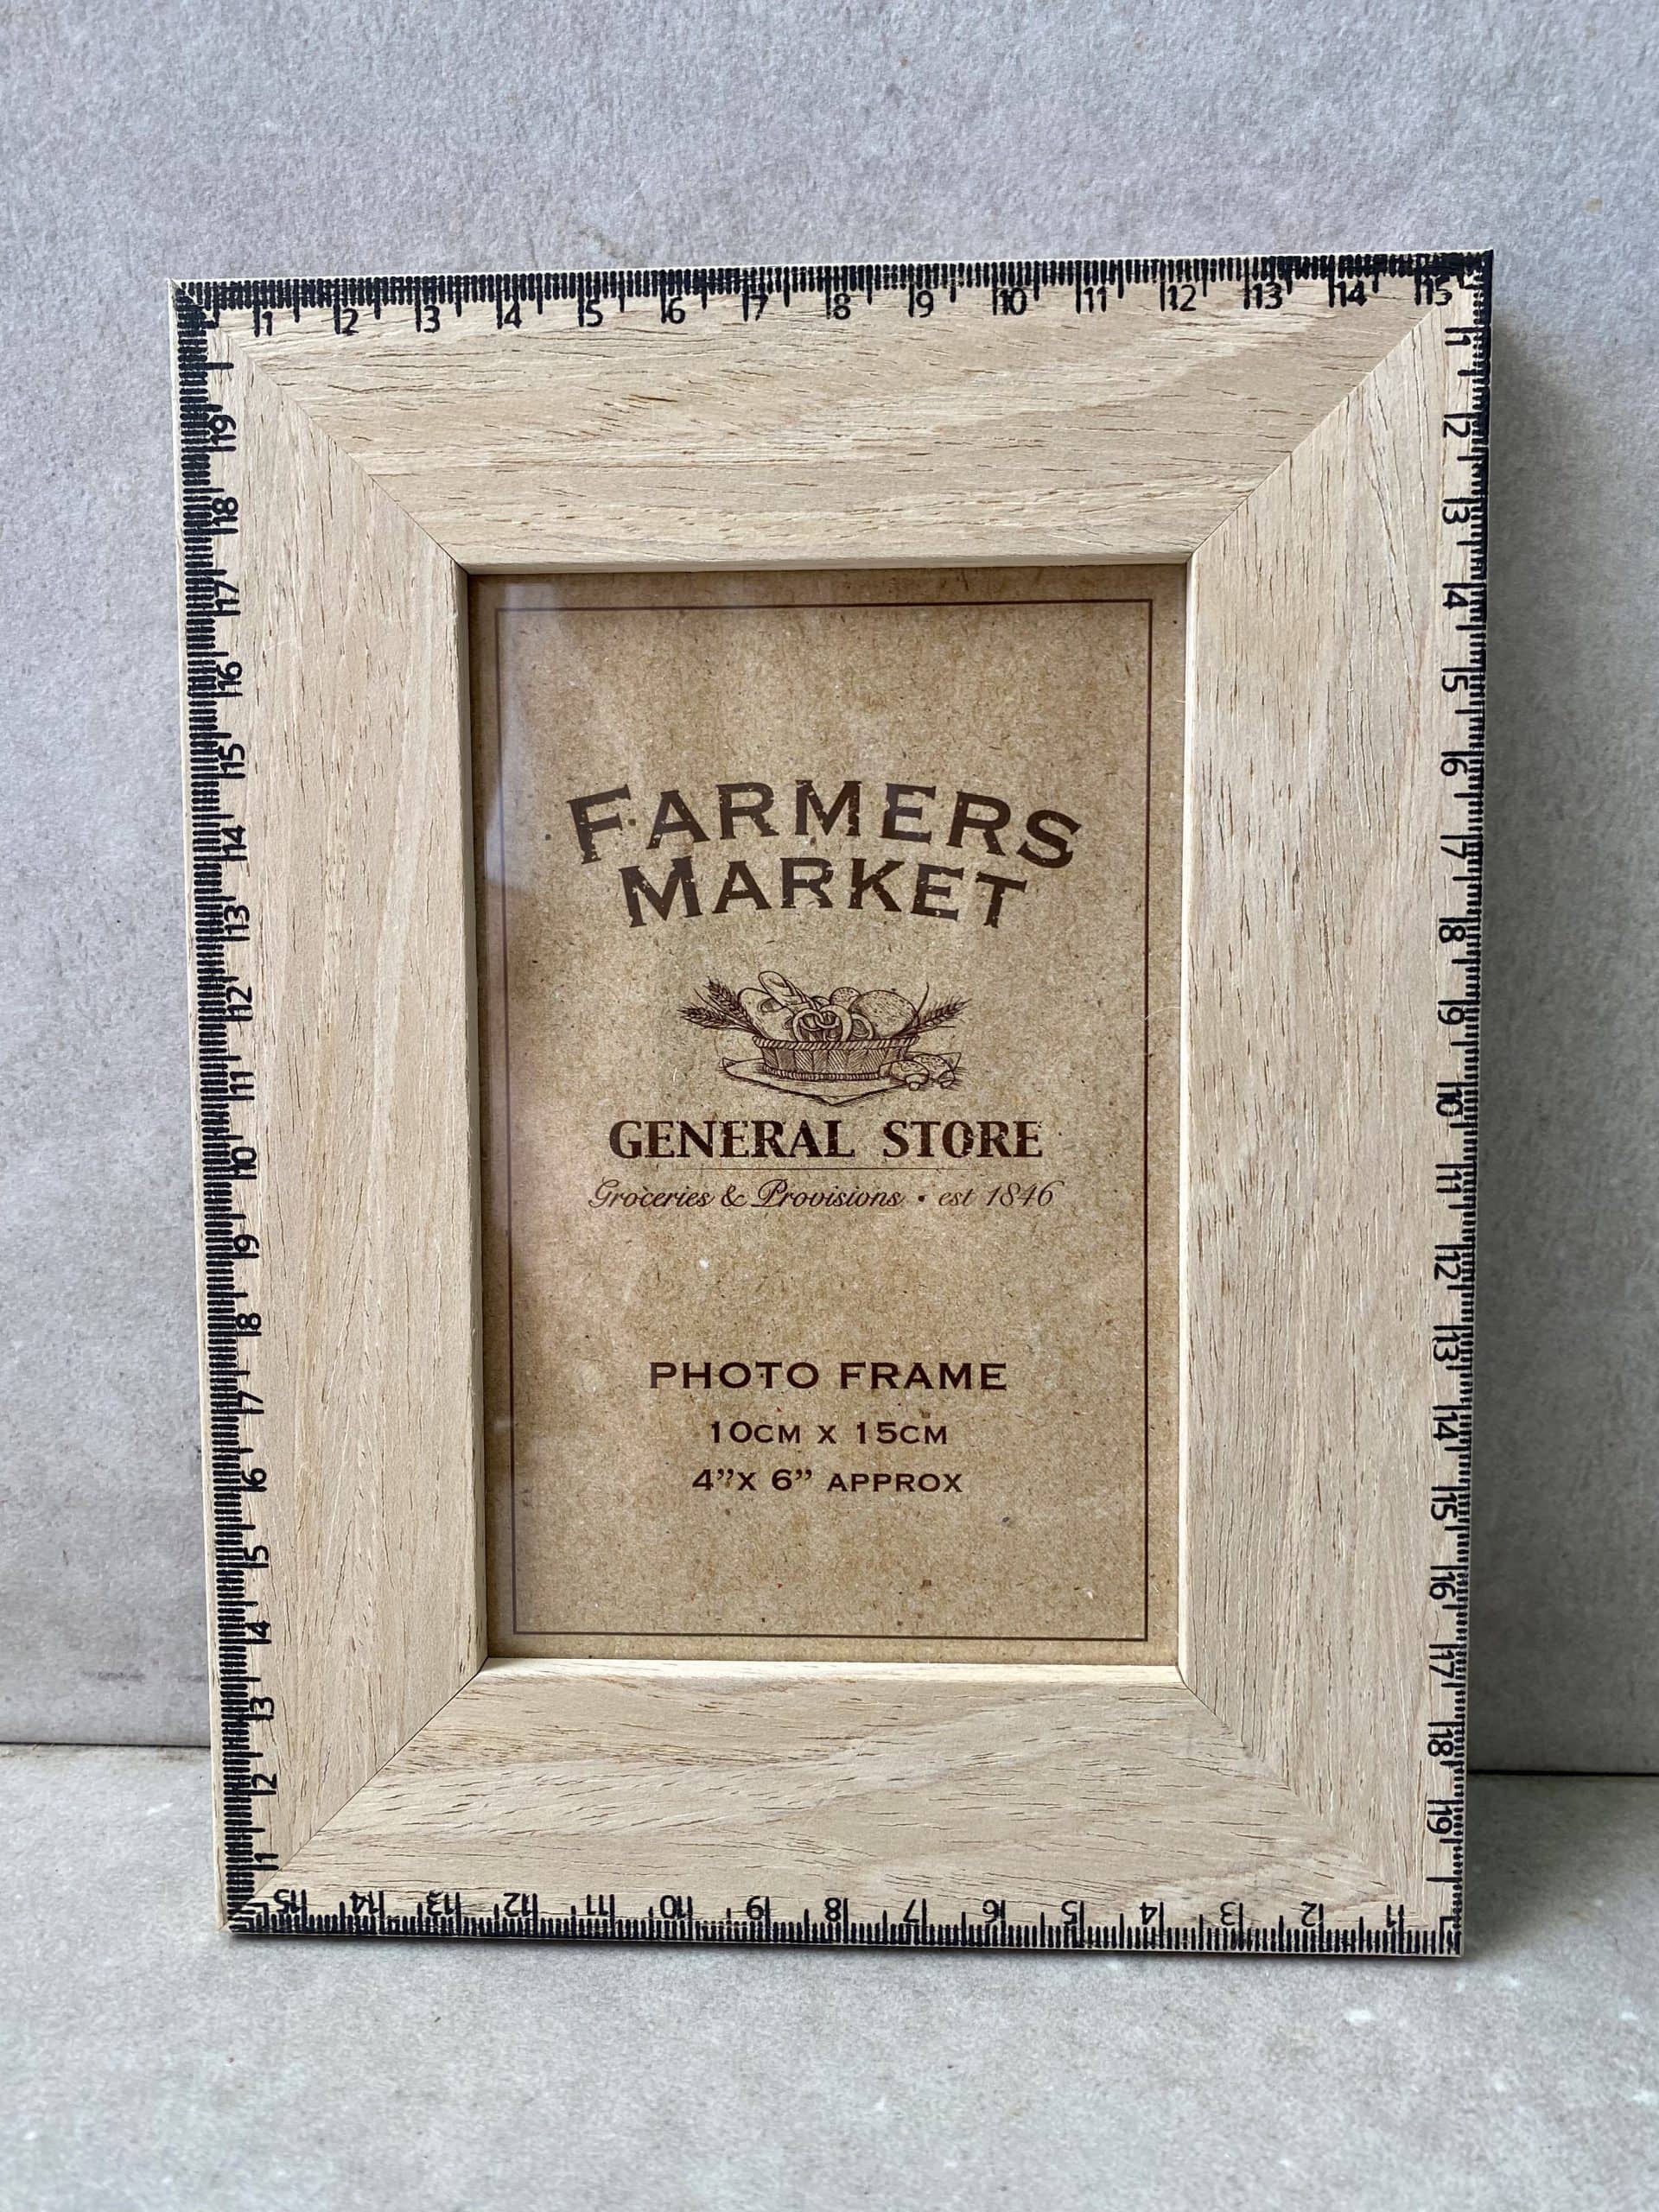 1 2 3 4 5 6 7 8 9 10 11 12 13 14 15
1 2 3 4 5 6 7 8 9 10 11 12 13 14 15 16 17 18 19
1 2 3 4 5 6 7 8 9 10 11 12 13 14 15
1 2 3 4 5 6 7 8 9 10 11 12 13 14 15 16 17 18 19
FARMERS
MARKET
GENERAL STORE
Groceries & Provisions • est 1846
PHOTO FRAME
10CM X 15CM
4”X 6” APPROX